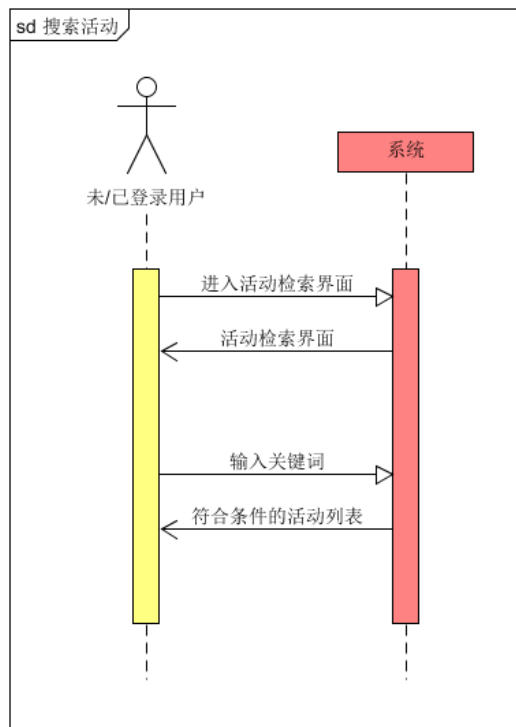 sd 搜索活动
系统
未/已登录用户
进入活动检索界面
活动检索界面
输入关键词
符合条件的活动列表